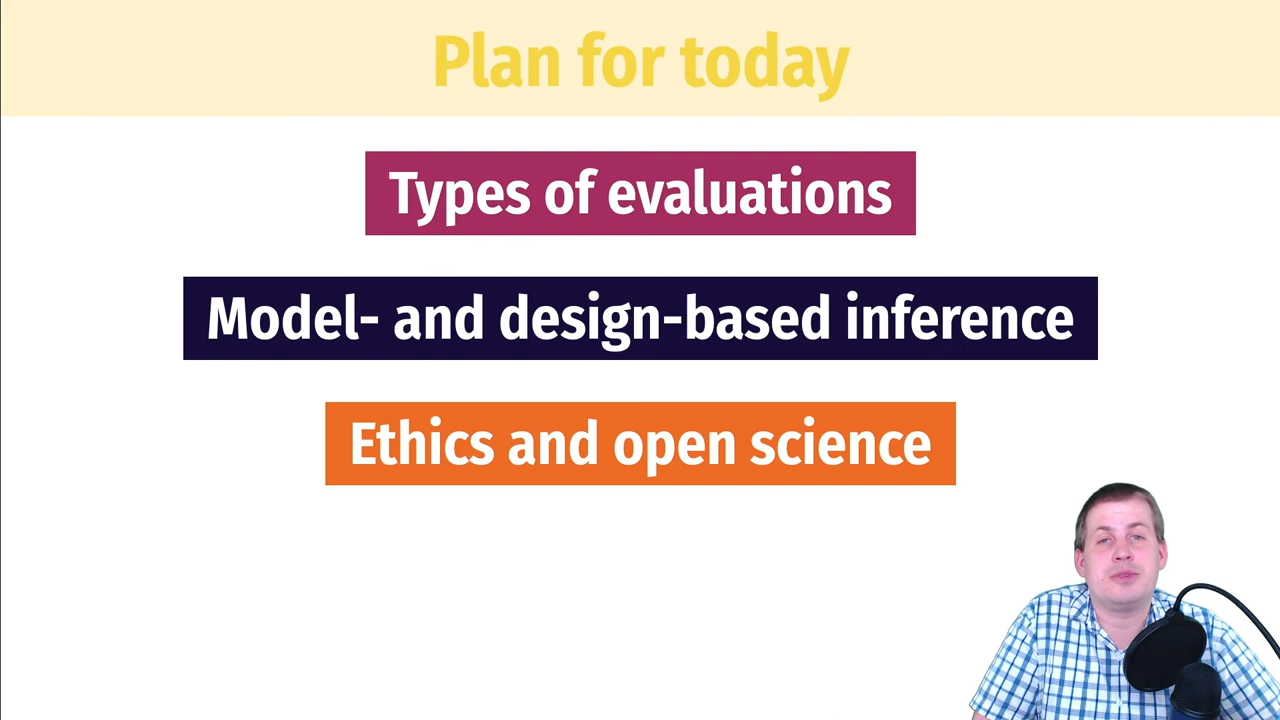 Plan for today
Types of evaluations
Model- and design-based inference
Ethics and open science